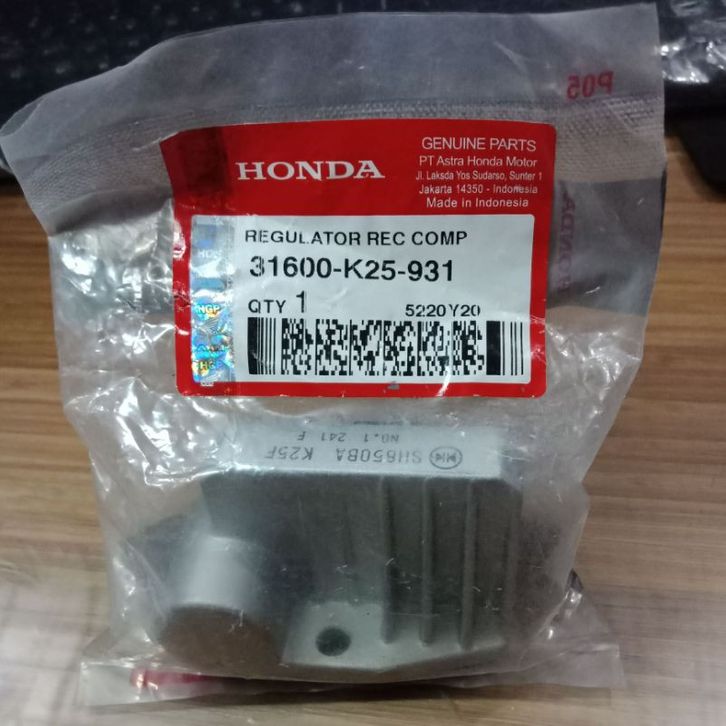 P05
GENUINE PARTS
HONDA
PT Astra Honda Motor
Jl. Laksda Yos Sudarso, Sunter 1
Jakarta 14350 - Indonesia
Made in Indonesia
REGULATOR REC COMP
31600-K25-931
QTY 1
5220Y20
NGP
SH650BA K25F
NO.1 241 F